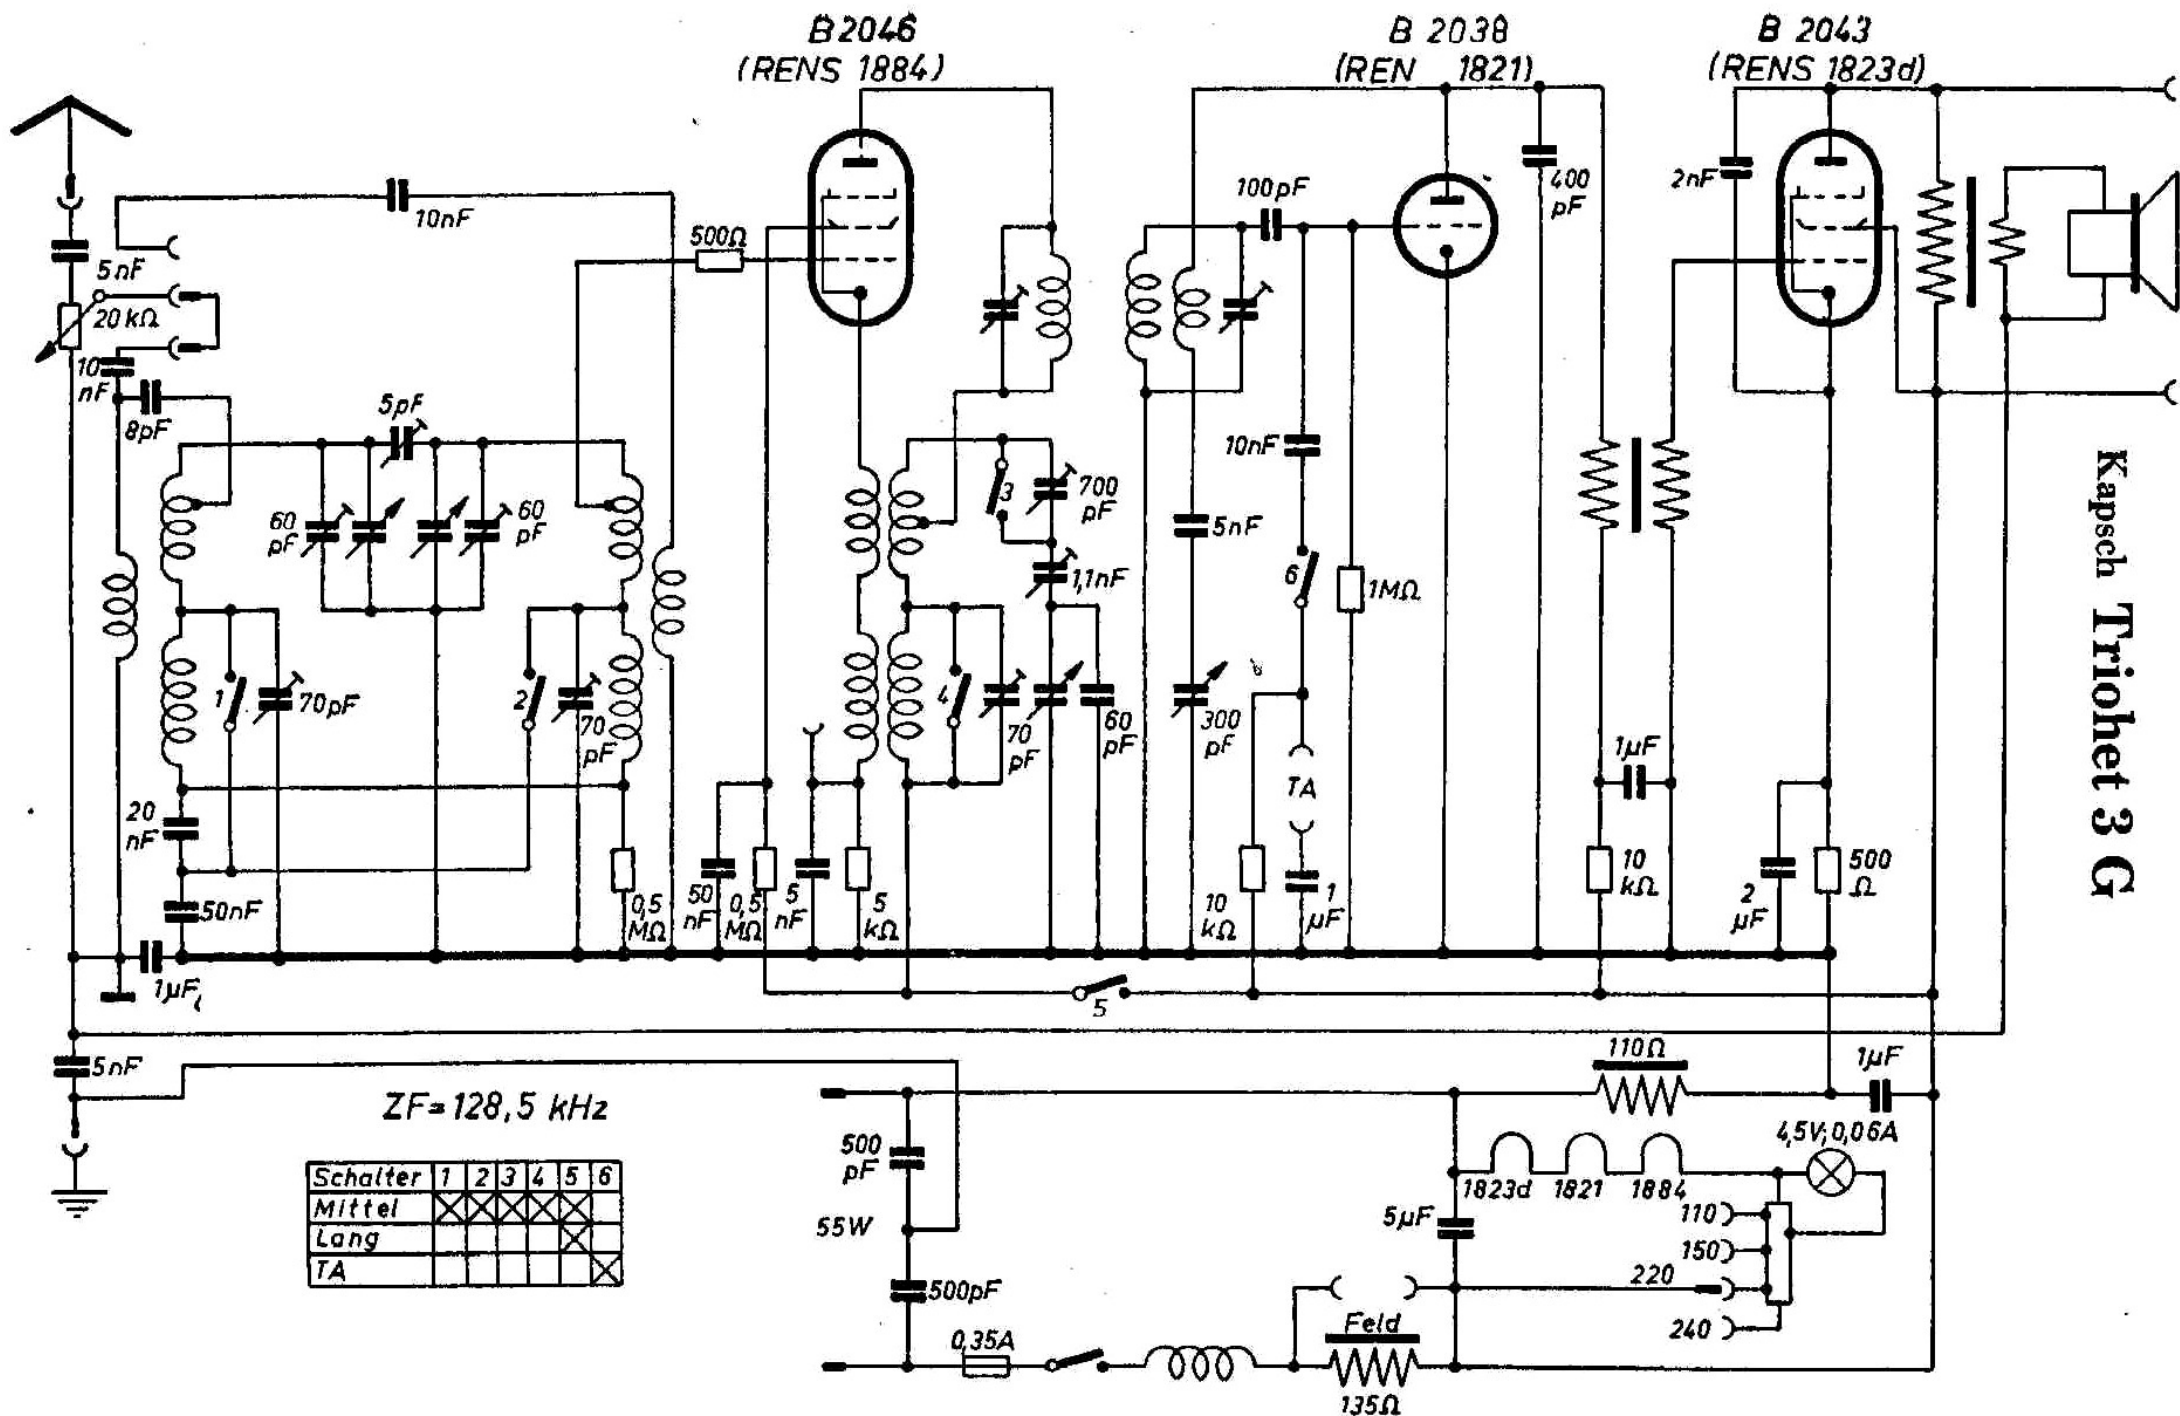 B 2046
(RENS 1884)
B 2038
(REN 1821)
B 2043
(RENS 1823d)
10nF
5nF
20 kΩ
10
nF
8pF
5pF
500Ω
100pF
400
pF
2nF
60
pF
60
pF
3
700
pF
1,1nF
10nF
5nF
6
1MΩ
1
70pF
2
70
pF
4
70
pF
60
pF
300
pF
TA
1µF
20
nF
50nF
1µF
0,5
MΩ
50
nF
0,5
MΩ
5
nF
5
kΩ
10
kΩ
1
µF
10
kΩ
2
µF
500
Ω
5
Kapsch Triohet 3 G
5nF
ZF=128,5 kHz
Schalter 1 2 3 4 5 6
Mittel
Lang
TA
500
pF
55W
500pF
0,35A
Feld
135Ω
110Ω
1µF
4,5V; 0,06A
1823d 1821 1884
5µF
110
150
220
240